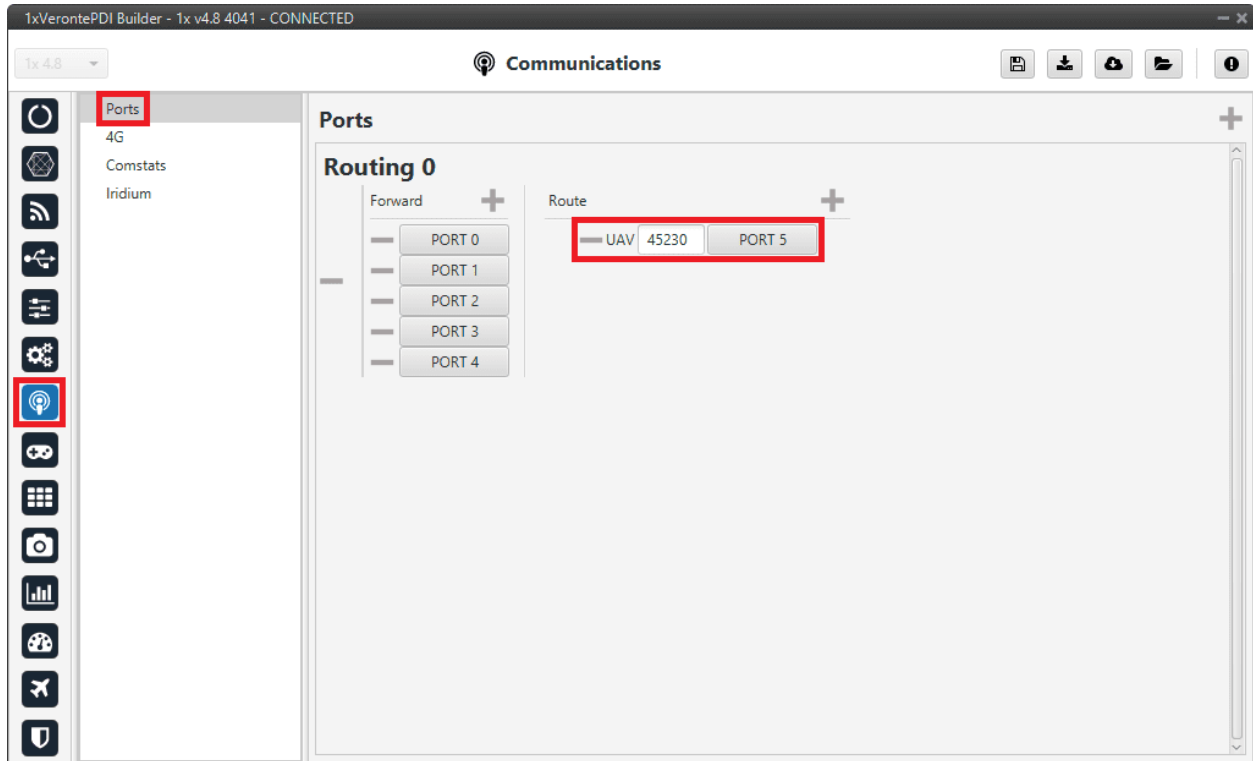 1xVerontePDI Builder - 1x v4.8 4041 - CONNECTED
1x 4.8
Communications
Ports
4G
Comstats
Iridium
Ports
Routing 0
Forward
Route
PORT 0
UAV 45230 PORT 5
PORT 1
PORT 2
PORT 3
PORT 4